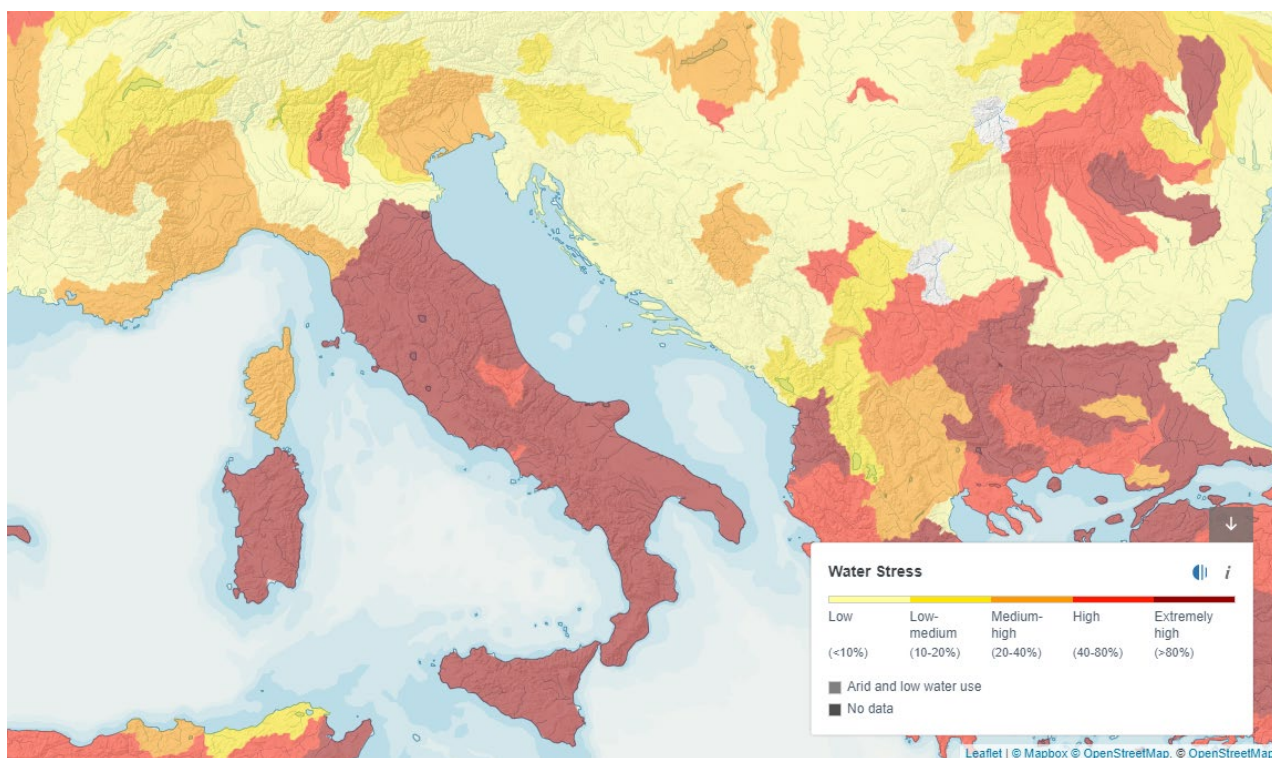 Water Stress
i
Low Low-medium Medium-high High Extremely high
(<10%) (10-20%) (20-40%) (40-80%) (>80%)
Arid and low water use
No data
Leaflet | © Mapbox © OpenStreetMap, © OpenStreetMap